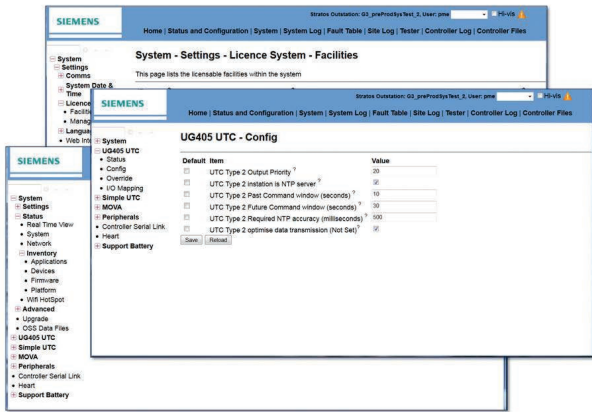 SIEMENS
Stratos Outstation: G3_preProdSysTest_2, User: pme
Hi-vis
Home | Status and Configuration | System | System Log | Fault Table | Site Log | Tester | Controller Log | Controller Files
System
Settings
Comms
System Date &
Time
Licence
Faciliti
Manag
Langua
Web Int
System - Settings - Licence System - Facilities
This page lists the licensable facilities within the system
SIEMENS
Stratos Outstation: G3_preProdSysTest_2, User: pme
Hi-vis
Home | Status and Configuration | System | System Log | Fault Table | Site Log | Tester | Controller Log | Controller Files
System
UG405 UTC
Status
Config
Override
I/O Mapping
Simple UTC
MOVA
Peripherals
Controller Serial Link
Heart
Support Battery
UG405 UTC - Config
Default Item Value
UTC Type 2 Output Priority ? 20
UTC Type 2 instation is NTP server ?
UTC Type 2 Past Command window (seconds) ? 10
UTC Type 2 Future Command window (seconds) ? 30
UTC Type 2 Required NTP accuracy (milliseconds) ? 500
UTC Type 2 optimise data transmission (Not Set) ?
Save Reload
SIEMENS
System
Settings
Status
Real Time View
System
Network
Inventory
Applications
Devices
Firmware
Platform
Wifi HotSpot
Advanced
Upgrade
OSS Data Files
UG405 UTC
Simple UTC
MOVA
Peripherals
Controller Serial Link
Heart
Support Battery